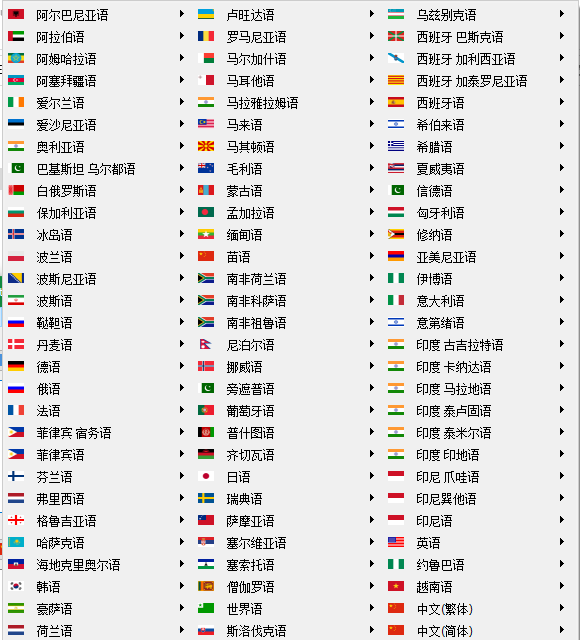 阿尔巴尼亚语
阿拉伯语
阿姆哈拉语
阿塞拜疆语
爱尔兰语
爱沙尼亚语
奥利亚语
巴基斯坦 乌尔都语
白俄罗斯语
保加利亚语
冰岛语
波兰语
波斯尼亚语
波斯语
鞑靼语
丹麦语
德语
俄语
法语
菲律宾 宿务语
菲律宾语
芬兰语
弗里西语
格鲁吉亚语
哈萨克语
海地克里奥尔语
韩语
豪萨语
荷兰语
卢旺达语
罗马尼亚语
马尔加什语
马耳他语
马拉雅拉姆语
马来语
马其顿语
毛利语
蒙古语
孟加拉语
缅甸语
苗语
南非荷兰语
南非科萨语
南非祖鲁语
尼泊尔语
挪威语
旁遮普语
葡萄牙语
普什图语
齐切瓦语
日语
瑞典语
萨摩亚语
塞尔维亚语
塞索托语
僧伽罗语
世界语
斯洛伐克语
乌兹别克语
西班牙 巴斯克语
西班牙 加利西亚语
西班牙 加泰罗尼亚语
西班牙语
希伯来语
希腊语
夏威夷语
信德语
匈牙利语
修纳语
亚美尼亚语
伊博语
意大利语
意第绪语
印度 古吉拉特语
印度 卡纳达语
印度 马拉地语
印度 泰卢固语
印度 泰米尔语
印度 印地语
印尼 爪哇语
印尼巽他语
印尼语
英语
约鲁巴语
越南语
中文(繁体)
中文(简体)